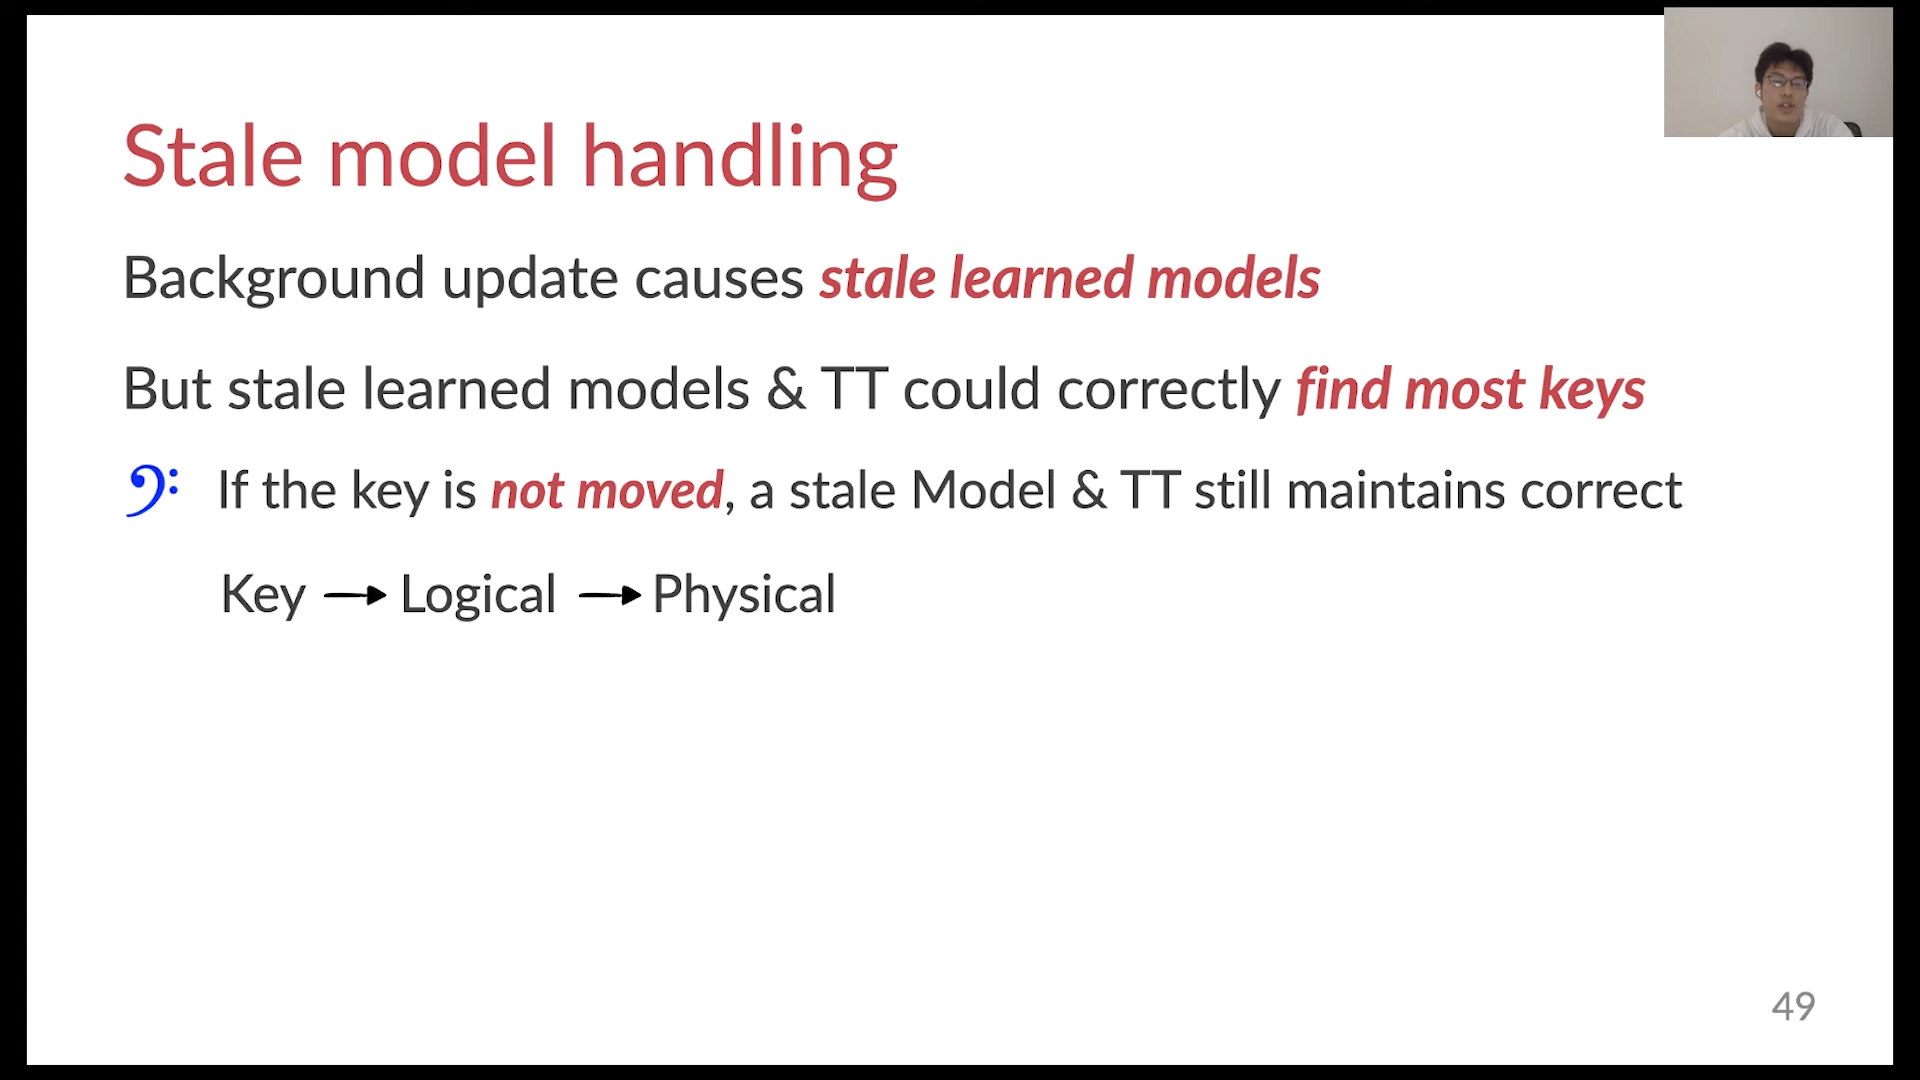 Stale model handling
Background update causes stale learned models
But stale learned models & TT could correctly find most keys
𝄢 If the key is not moved, a stale Model & TT still maintains correct
Key → Logical → Physical
49